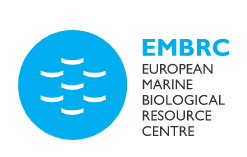 EMBRC
EUROPEAN
MARINE
BIOLOGICAL
RESOURCE
CENTRE